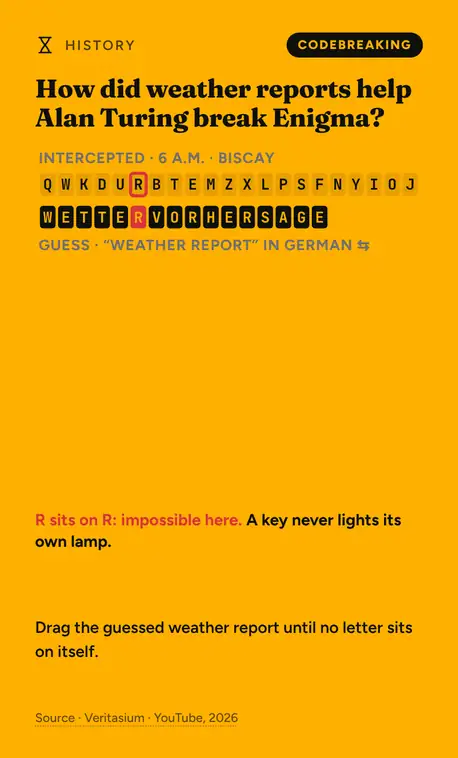 HISTORY
CODEBREAKING
How did weather reports help
Alan Turing break Enigma?
INTERCEPTED · 6 A.M. · BISCAY
QWKDURBTEMZXLPSFNYIOJ
WETTERVORHERSAGE
GUESS · “WEATHER REPORT” IN GERMAN ⇆
R sits on R: impossible here. A key never lights its
own lamp.
Drag the guessed weather report until no letter sits
on itself.
Source · Veritasium · YouTube, 2026